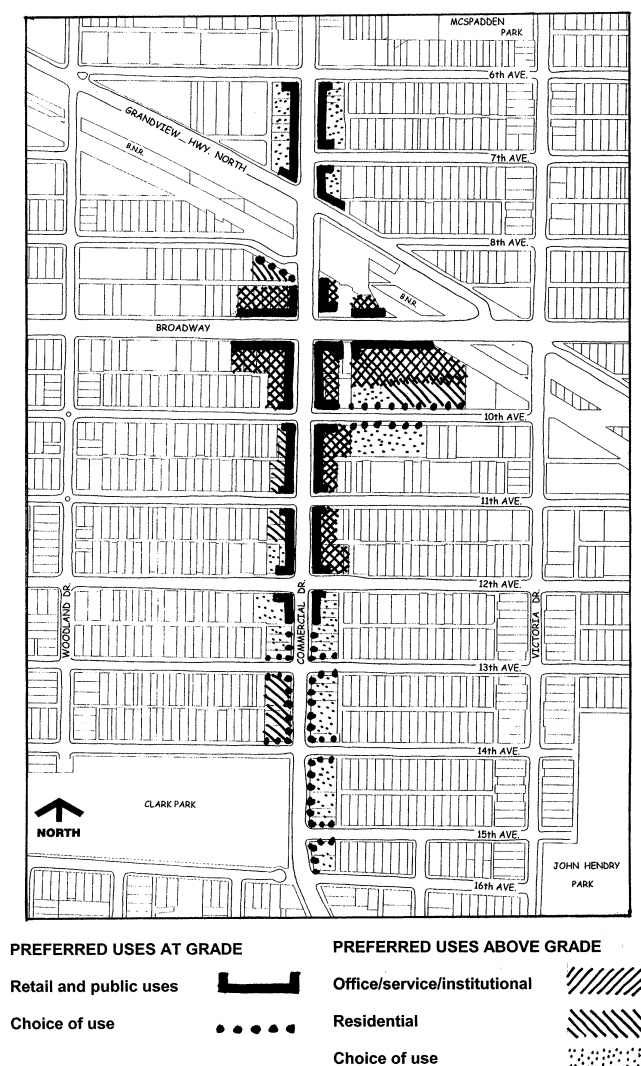 MCSPADDEN
PARK
6th AVE.
GRANDVIEW HWY. NORTH
B.N.R.
7th AVE.
8th AVE.
B.N.R.
BROADWAY
10th AVE.
11th AVE.
12th AVE.
WOODLAND DR.
COMMERCIAL DR.
VICTORIA DR.
13th AVE.
14th AVE.
CLARK PARK
NORTH
15th AVE.
JOHN HENDRY
PARK
16th AVE.
PREFERRED USES AT GRADE
Retail and public uses
Choice of use
PREFERRED USES ABOVE GRADE
Office/service/institutional
Residential
Choice of use